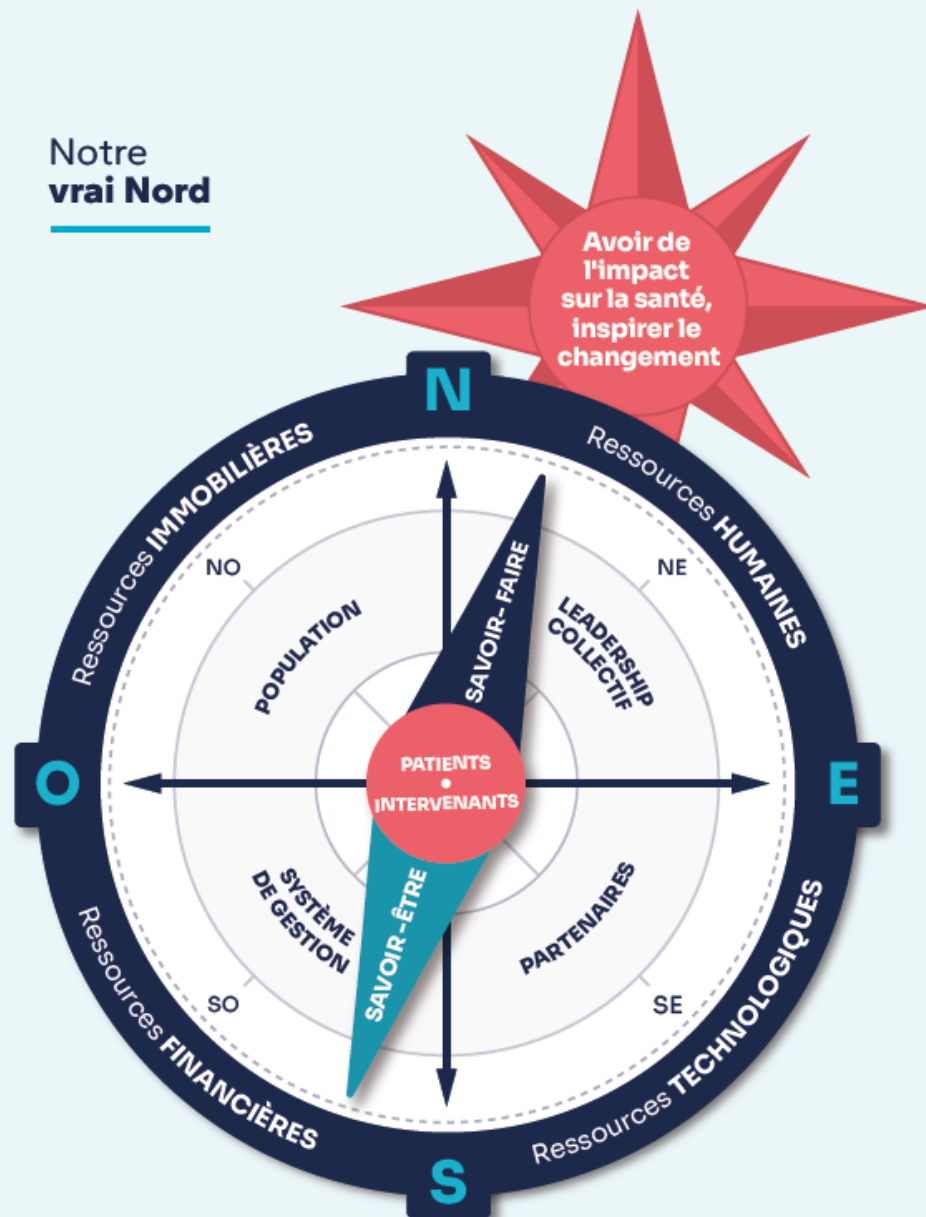 Notre
vrai Nord
Avoir de
l'impact
sur la santé,
inspirer le
changement
N
Ressources IMMOBILIÈRES
Ressources HUMAINES
NO
NE
POPULATION
SAVOIR-FAIRE
LEADERSHIP
COLLECTIF
O
PATIENTS
INTERVENANTS
E
SYSTÈME
DE GESTION
SAVOIR-ÊTRE
PARTENAIRES
SO
SE
Ressources FINANCIÈRES
Ressources TECHNOLOGIQUES
S